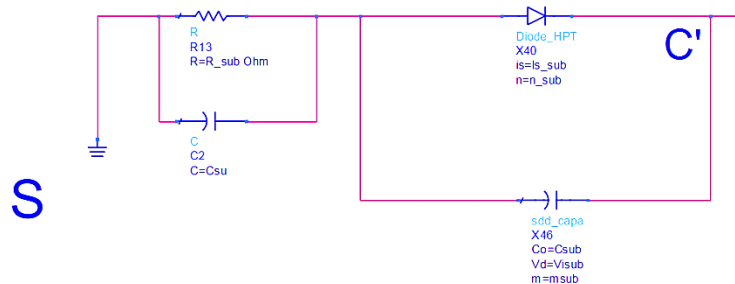 R
R13
R=R_sub Ohm
C
C2
C=Csu
S
Diode_HPT
X40
is=Is_sub
n=n_sub
C'
sdd_capa
X46
Co=Csub
Vd=Visub
m=msub